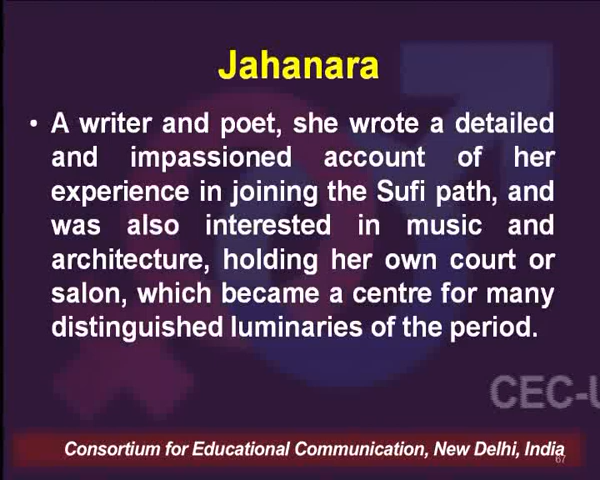 Jahanara
• A writer and poet, she wrote a detailed
and impassioned account of her
experience in joining the Sufi path, and
was also interested in music and
architecture, holding her own court or
salon, which became a centre for many
distinguished luminaries of the period.
CEC-U
Consortium for Educational Communication, New Delhi, India
67